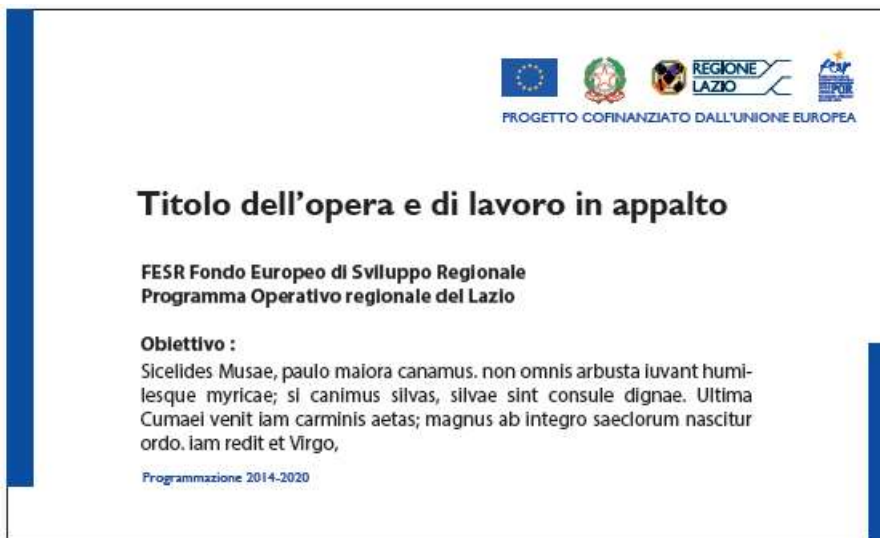 REGIONE
LAZIO
fesr
POR
PROGETTO COFINANZIATO DALL'UNIONE EUROPEA
Titolo dell’opera e di lavoro in appalto
FESR Fondo Europeo di Sviluppo Regionale
Programma Operativo regionale del Lazio
Obiettivo :
Sicelides Musae, paulo maiora canamus. non omnis arbusta iuvant humi-
lesque myricae; si canimus silvas, silvae sint consule dignae. Ultima
Cumaei venit iam carminis aetas; magnus ab integro saeclorum nascitur
ordo. iam redit et Virgo,
Programmazione 2014-2020